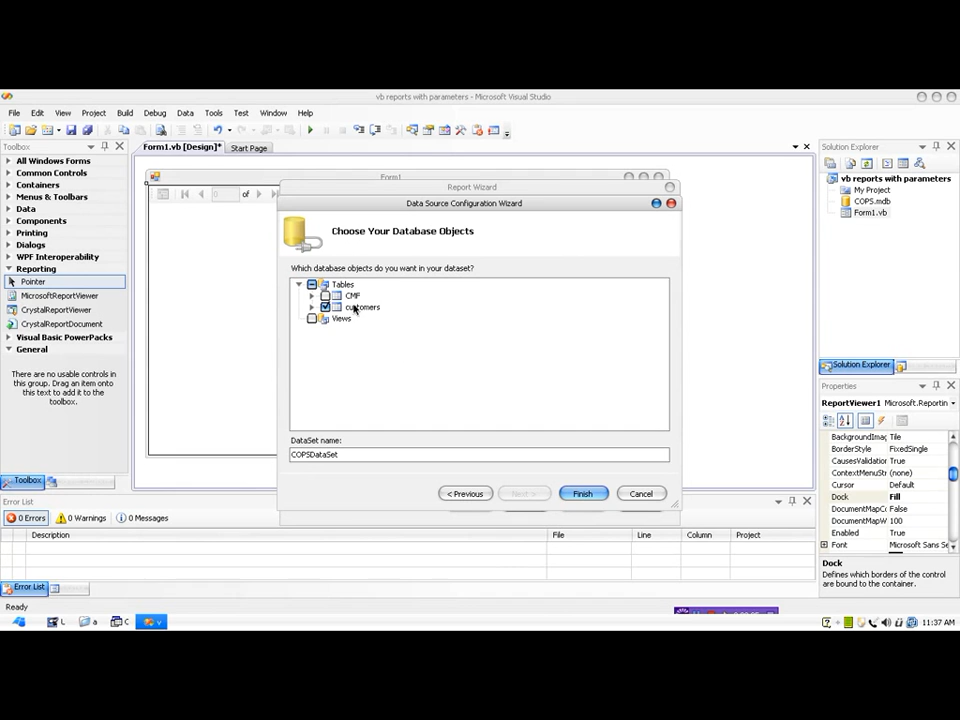 vb reports with parameters - Microsoft Visual Studio
File Edit View Project Build Debug Data Tools Test Window Help
Toolbox
All Windows Forms
Common Controls
Containers
Menus & Toolbars
Data
Components
Printing
Dialogs
WPF Interoperability
Reporting
Pointer
MicrosoftReportViewer
CrystalReportViewer
CrystalReportDocument
Visual Basic PowerPacks
General
There are no usable controls in
this group. Drag an item onto
this text to add it to the
toolbox.
Toolbox
Form1.vb [Design]* Start Page
Form1
0 of
Report Wizard
Data Source Configuration Wizard
Choose Your Database Objects
Which database objects do you want in your dataset?
Tables
CMF
customers
Views
DataSet name:
COPSDataSet
< Previous Next > Finish Cancel
Solution Explorer
vb reports with parameters
My Project
COPS.mdb
Form1.vb
Solution Explorer
Properties
ReportViewer1 Microsoft.Reportin
BackgroundImag Tile
BorderStyle FixedSingle
CausesValidation True
ContextMenuStr (none)
Cursor Default
Dock Fill
DocumentMapCo False
DocumentMapW 100
Enabled True
Font Microsoft Sans Se
Dock
Defines which borders of the control
are bound to the container.
Error List
0 Errors 0 Warnings 0 Messages
Description File Line Column Project
Error List
Ready
L a C v 11:37 AM